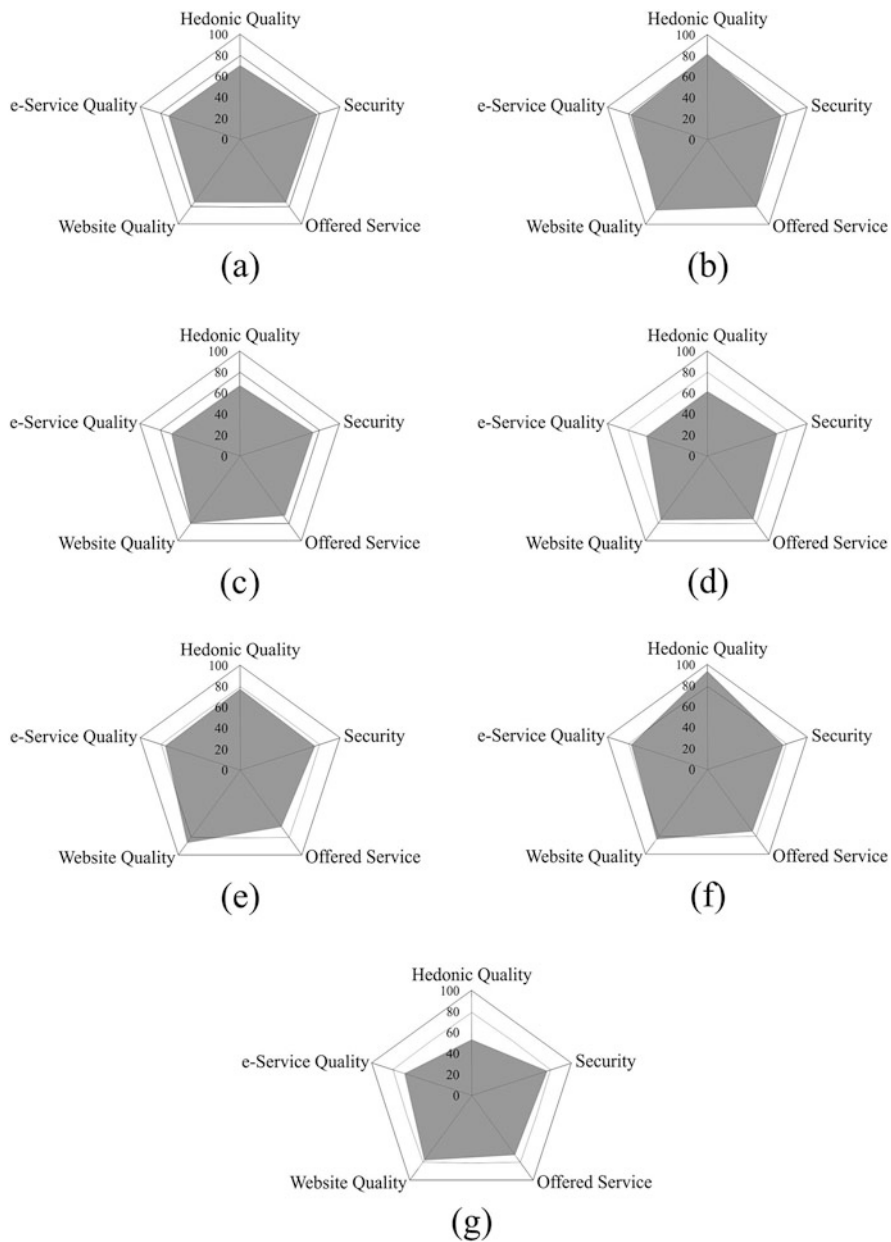 Hedonic Quality
100
80
60
40
20
0
e-Service Quality
Security
Website Quality
Offered Service
(a)
Hedonic Quality
100
80
60
40
20
0
e-Service Quality
Security
Website Quality
Offered Service
(b)
Hedonic Quality
100
80
60
40
20
0
e-Service Quality
Security
Website Quality
Offered Service
(c)
Hedonic Quality
100
80
60
40
20
0
e-Service Quality
Security
Website Quality
Offered Service
(d)
Hedonic Quality
100
80
60
40
20
0
e-Service Quality
Security
Website Quality
Offered Service
(e)
Hedonic Quality
100
80
60
40
20
0
e-Service Quality
Security
Website Quality
Offered Service
(f)
Hedonic Quality
100
80
60
40
20
0
e-Service Quality
Security
Website Quality
Offered Service
(g)